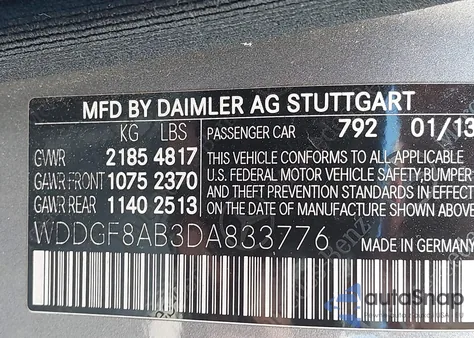 MFD BY DAIMLER AG STUTTGART
KG LBS PASSENGER CAR 792 01/13
GVWR 2185 4817 THIS VEHICLE CONFORMS TO ALL APPLICABLE
GAWR FRONT 1075 2370 U.S. FEDERAL MOTOR VEHICLE SAFETY, BUMPER
GAWR REAR 1140 2513 AND THEFT PREVENTION STANDARDS IN EFFECT
ON THE DATE OF MANUFACTURE SHOWN ABOVE.
WDDGF8AB3DA833776 MADE IN GERMANY
autoSnap